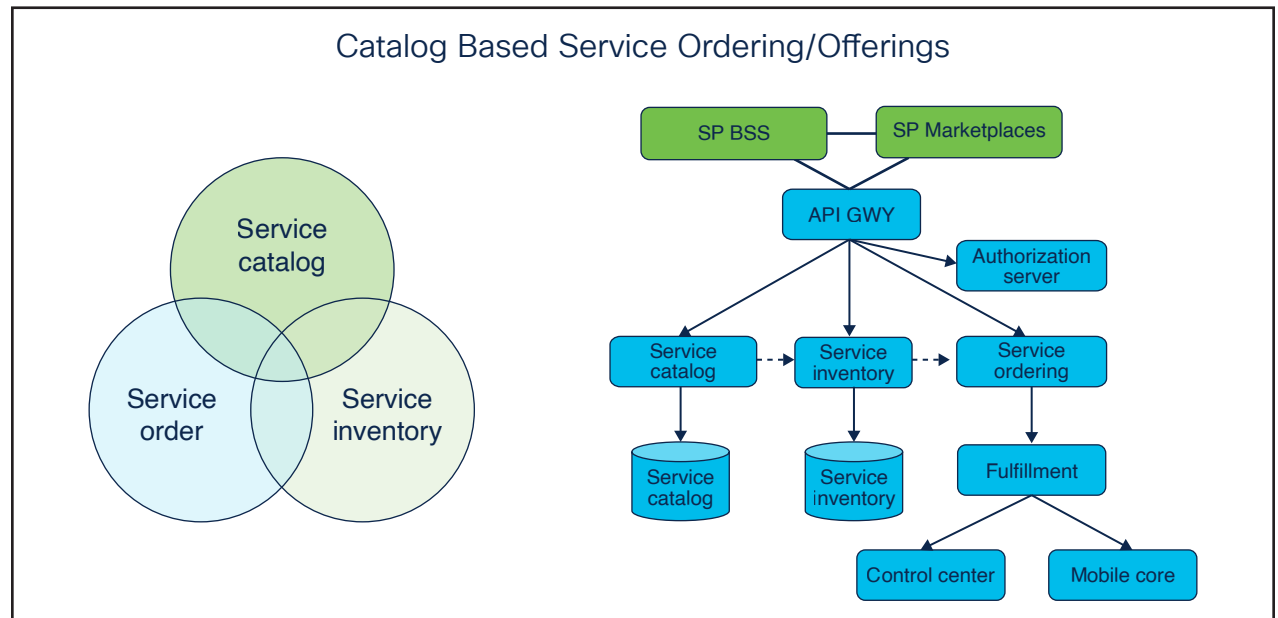 Catalog Based Service Ordering/Offerings
Service
catalog
Service
order
Service
inventory
SP BSS
SP Marketplaces
API GWY
Authorization
server
Service
catalog
Service
inventory
Service
ordering
Service
catalog
Service
inventory
Fulfillment
Control center
Mobile core